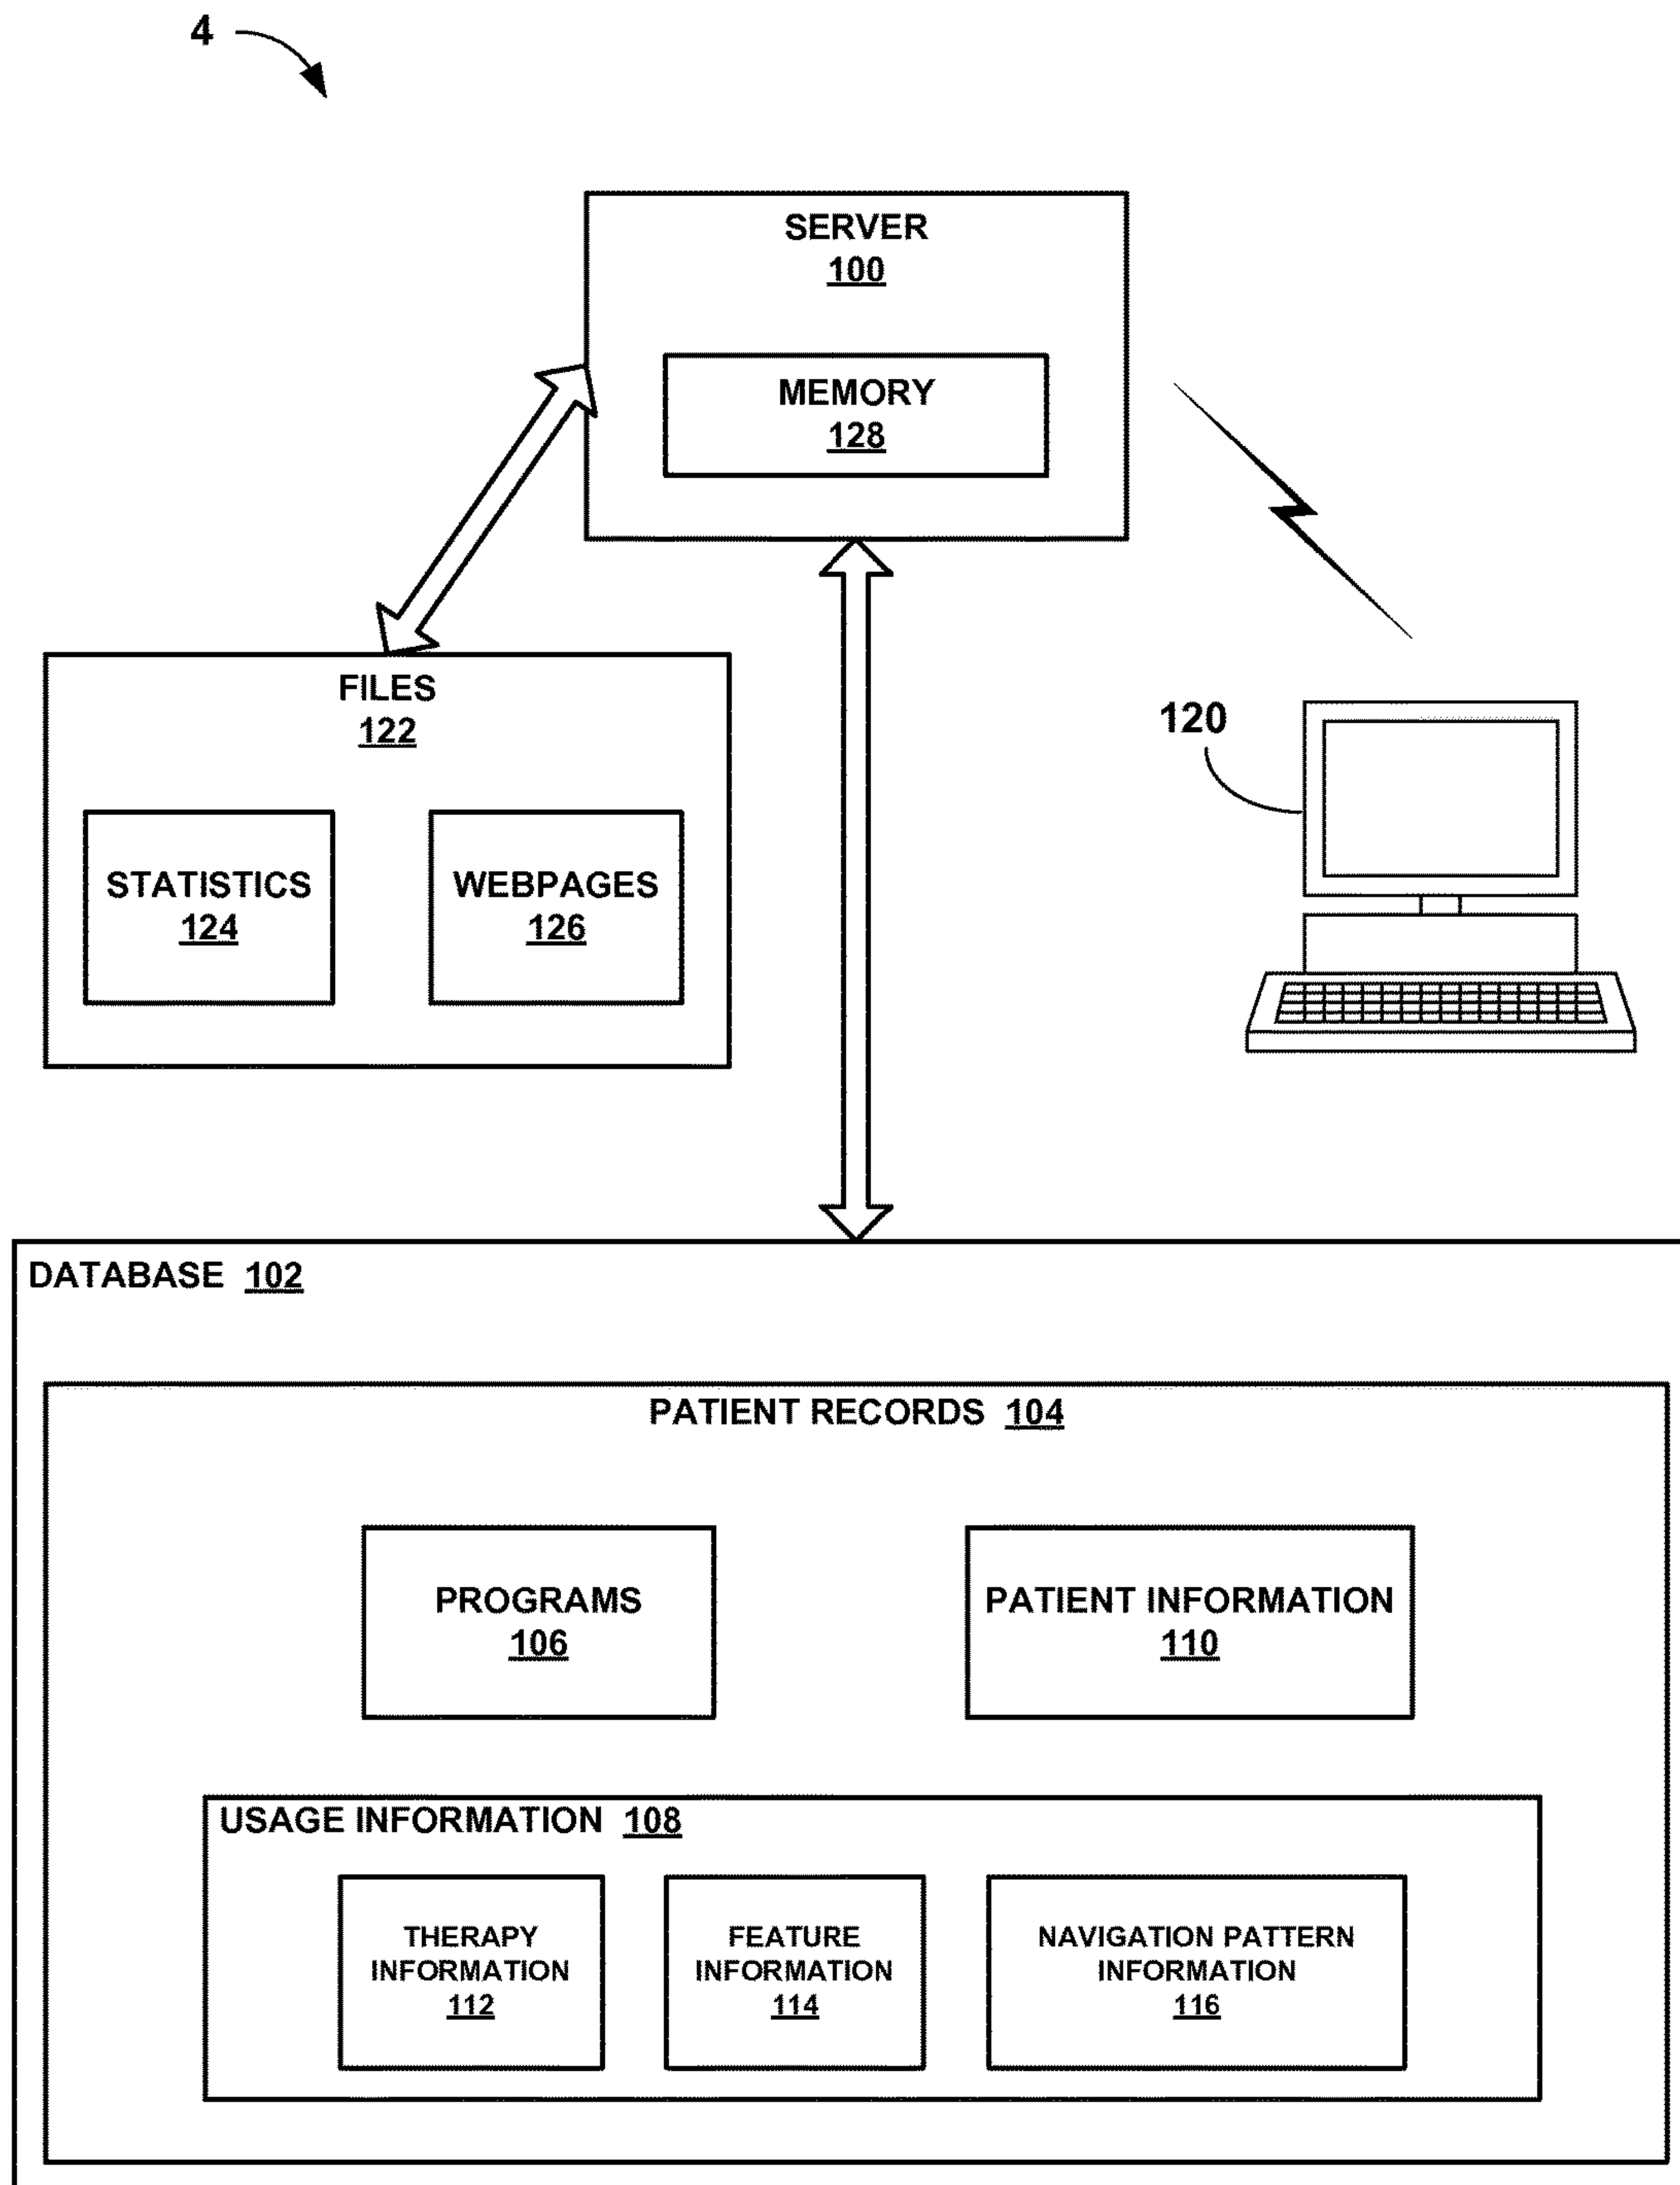 4
SERVER
100
MEMORY
128
FILES
122
120
STATISTICS
124
WEBPAGES
126
DATABASE 102
PATIENT RECORDS 104
PROGRAMS
106
PATIENT INFORMATION
110
USAGE INFORMATION 108
THERAPY
INFORMATION
112
FEATURE
INFORMATION
114
NAVIGATION PATTERN
INFORMATION
116